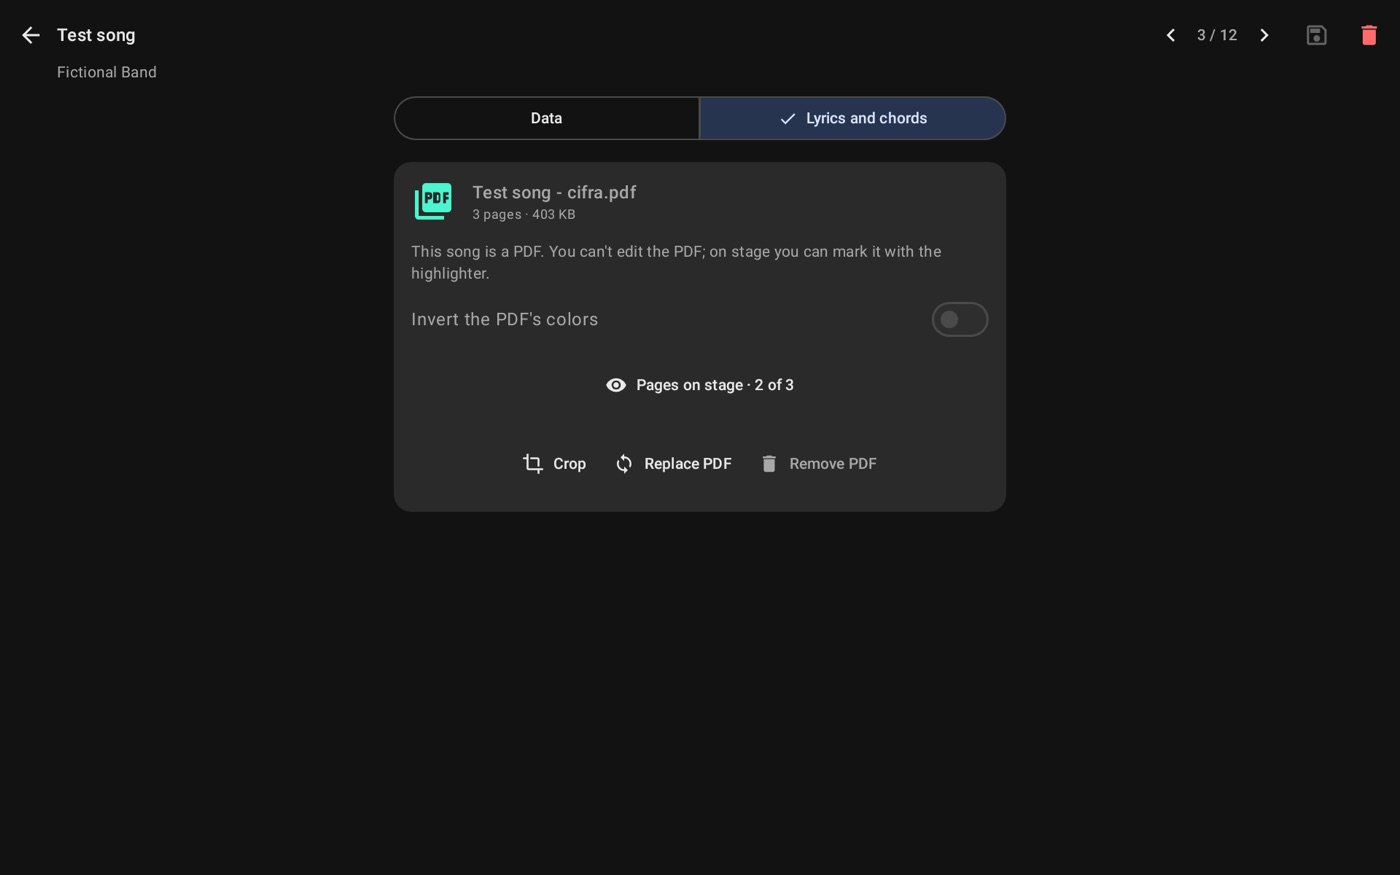 Test song
3 / 12
Fictional Band
Data
Lyrics and chords
PDF
Test song - cifra.pdf
3 pages · 403 KB
This song is a PDF. You can't edit the PDF; on stage you can mark it with the
highlighter.
Invert the PDF's colors
Pages on stage · 2 of 3
Crop
Replace PDF
Remove PDF